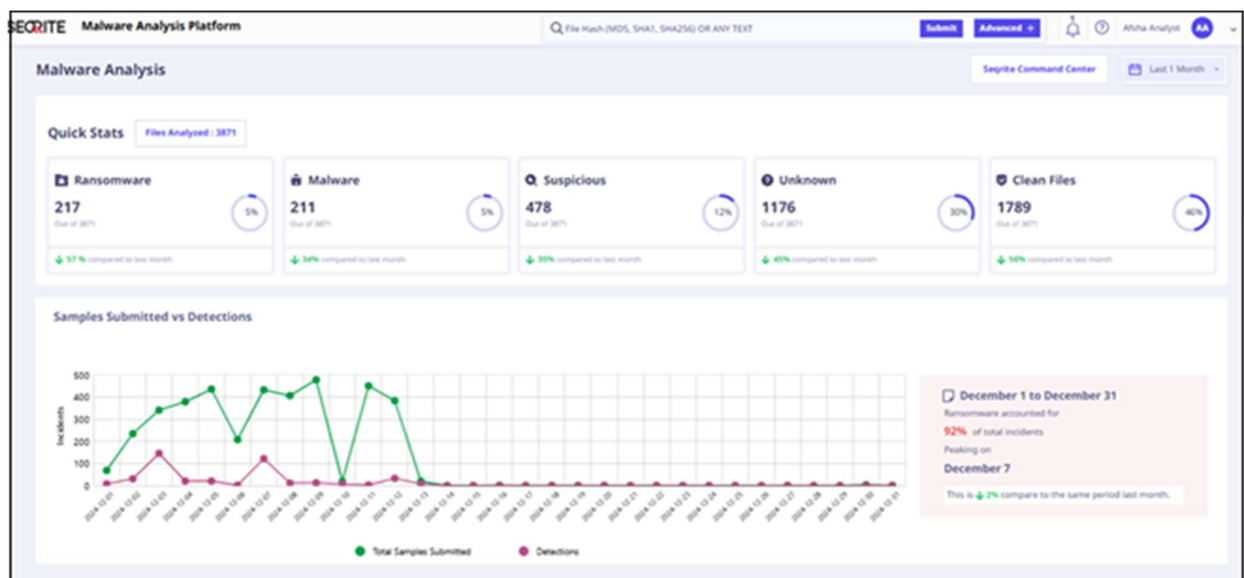 SEQRITE Malware Analysis Platform
File Hash (MD5, SHA1, SHA256) OR ANY TEXT
Submit
Advanced +
Afsha Analyst
AA
Malware Analysis
Seqrite Command Center
Last 1 Month
Quick Stats
Files Analyzed : 3871
Ransomware
217
Out of 3871
5%
57 % compared to last month
Malware
211
Out of 3871
5%
34% compared to last month
Suspicious
478
Out of 3871
12%
compared to last month
Unknown
1176
Out of 3871
30%
45% compared to last month
Clean Files
1789
Out of 3871
46%
compared to last month
Samples Submitted vs Detections
Incidents
500
400
300
200
100
0
2024-12-01
2024-12-02
2024-12-03
2024-12-04
2024-12-05
2024-12-06
2024-12-07
2024-12-08
2024-12-09
2024-12-10
2024-12-11
2024-12-12
2024-12-13
2024-12-14
2024-12-15
2024-12-16
2024-12-17
2024-12-18
2024-12-19
2024-12-20
2024-12-21
2024-12-22
2024-12-23
2024-12-24
2024-12-25
2024-12-26
2024-12-27
2024-12-28
2024-12-29
2024-12-30
2024-12-31
Total Samples Submitted
Detections
December 1 to December 31
Ransomware accounted for
92% of total incidents
Peaking on
December 7
This is 2% compare to the same period last month.